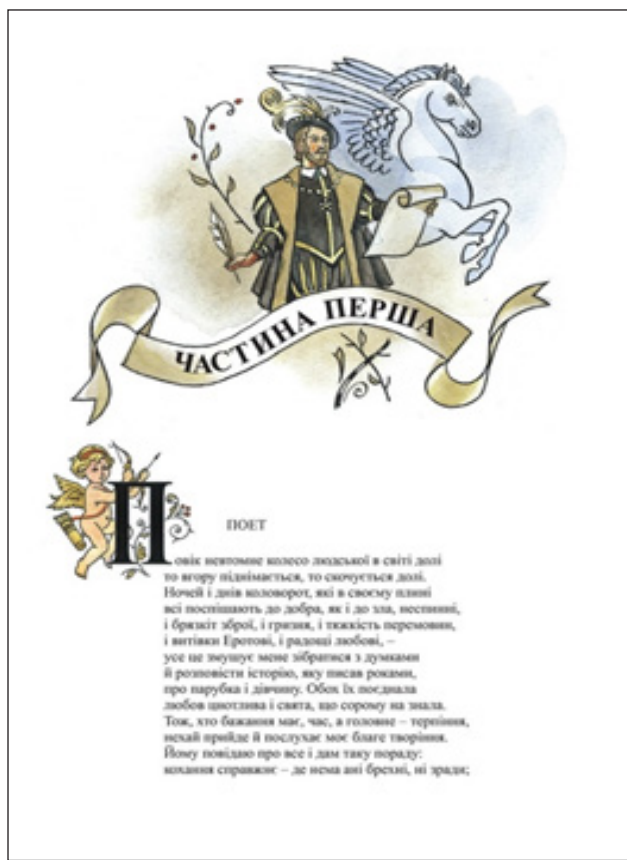 ЧАСТИНА ПЕРША
ПОЕТ
Повік невтомне колесо людської в світі долі
то вгору піднімається, то скочується долі.
Ночей і днів коловорот, які в своєму плині
всі поспішають до добра, як і до зла, неспинні,
і брязкіт зброї, і гризня, і тяжкість перемовин,
і витівки Еротові, і радощі любові, –
усе це змушує мене зібратися з думками
й розповісти історію, яку писав роками,
про парубка і дівчину. Обох їх поєднала
любов цнотлива і свята, що сорому на знала.
Тож, хто бажання має, час, а головне – терпіння,
нехай прийде й послухає моє благе творіння.
Йому повідаю про все і дам таку пораду:
кохання справжнє – де нема ані брехні, ні зради;